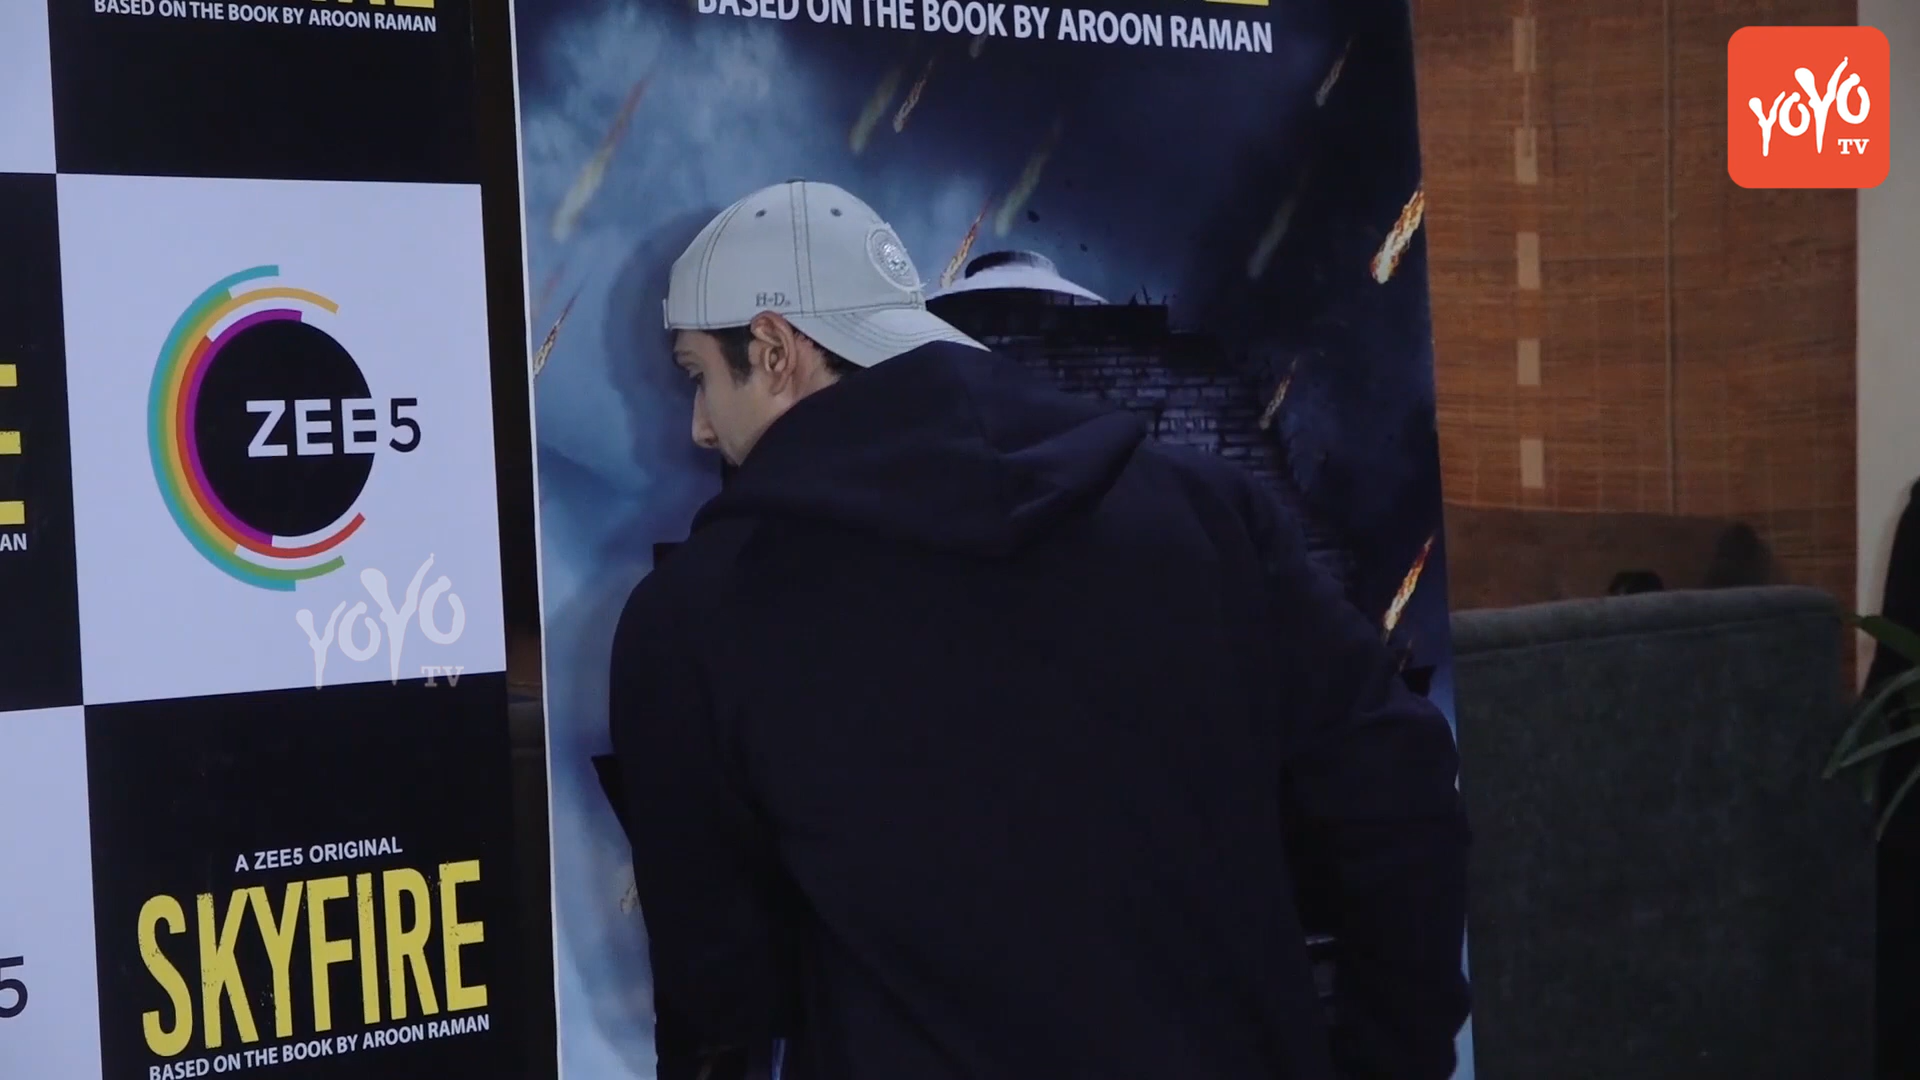 BASED ON THE BOOK BY AROON RAMAN
BASED ON THE BOOK BY AROON RAMAN
YOYO
TV
H-D
ZEE5
E
AN
YOYO
TV
A ZEE5 ORIGINAL
SKYFIRE
BASED ON THE BOOK BY AROON RAMAN
5